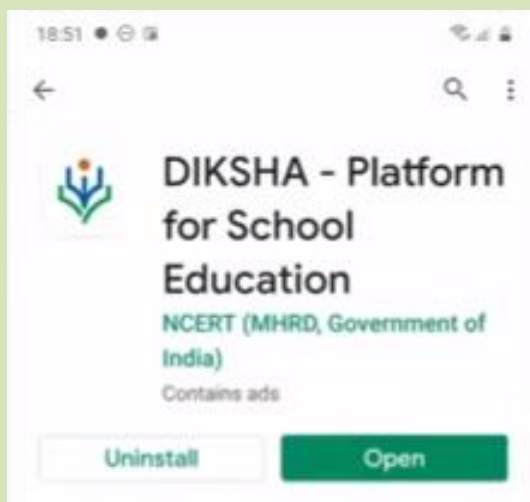 18:51
DIKSHA - Platform
for School
Education
NCERT (MHRD, Government of
India)
Contains ads
Uninstall
Open